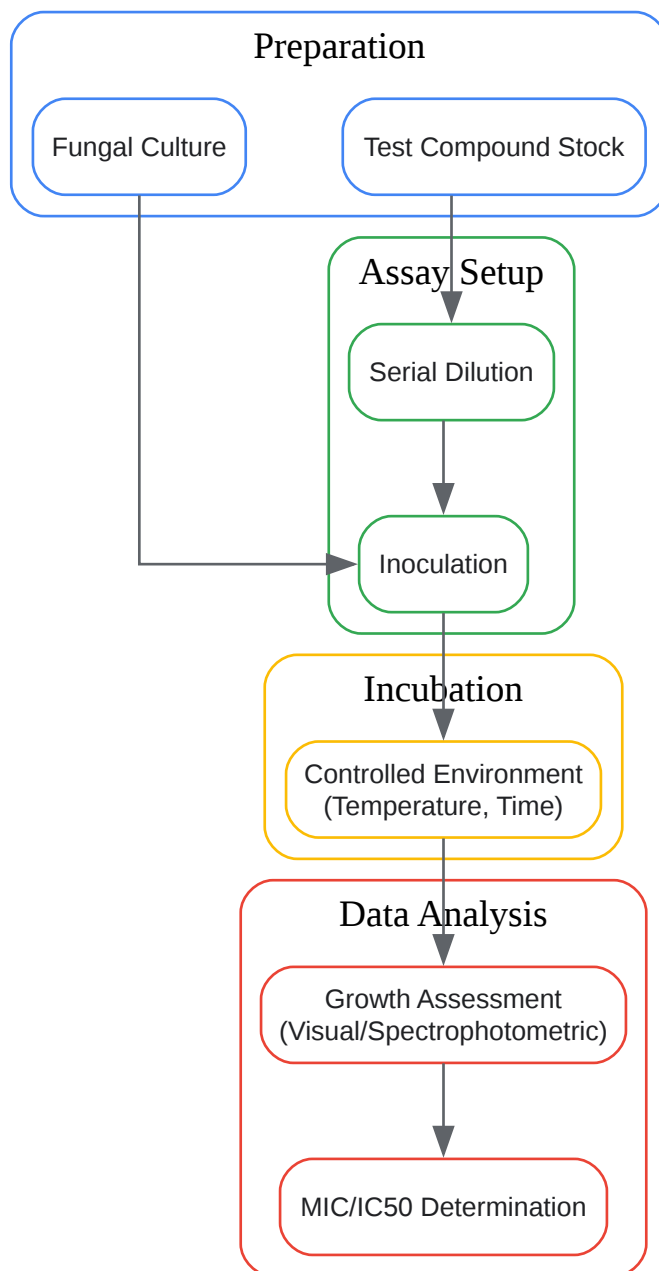 Preparation
Fungal Culture
Test Compound Stock
Assay Setup
Serial Dilution
Inoculation
Incubation
Controlled Environment
(Temperature, Time)
Data Analysis
Growth Assessment
(Visual/Spectrophotometric)
MIC/IC50 Determination